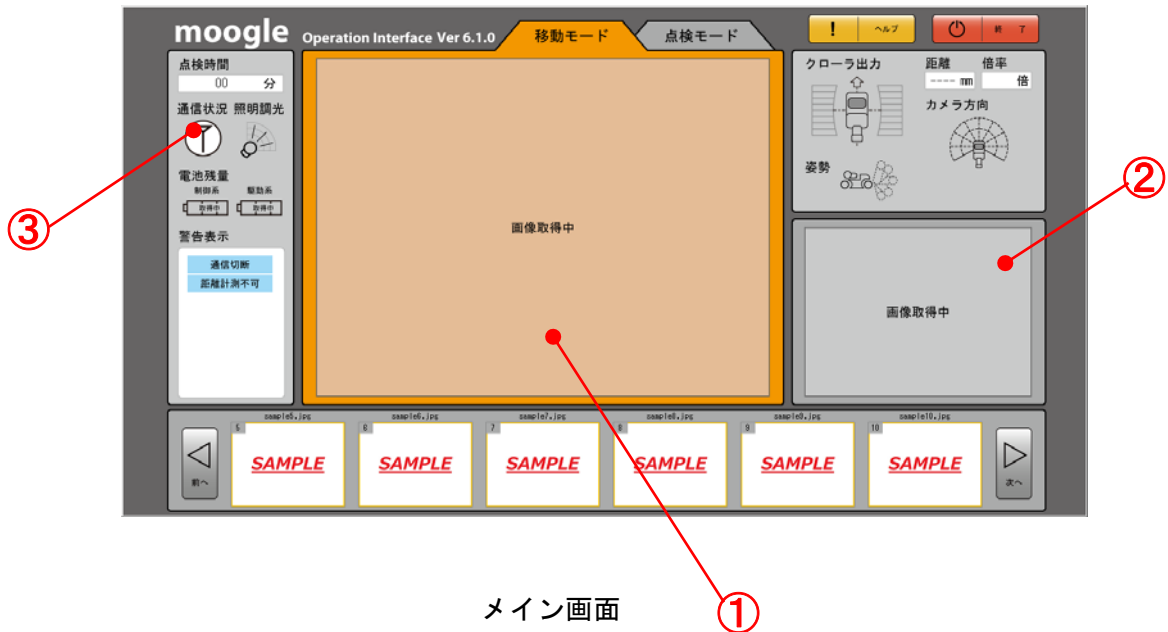 moogle Operation Interface Ver 6.1.0
移動モード
点検モード
! ヘルプ
終 了
点検時間
00 分
通信状況 照明調光
電池残量
制御系 駆動系
取得中 取得中
警告表示
通信切断
距離計測不可
画像取得中
クローラ出力
距離 倍率
---- mm 倍
カメラ方向
姿勢
画像取得中
③
②
sample5.jpg sample6.jpg sample7.jpg sample8.jpg sample9.jpg sample10.jpg
5 6 7 8 9 10
SAMPLE SAMPLE SAMPLE SAMPLE SAMPLE SAMPLE
前へ
次へ
メイン画面
①